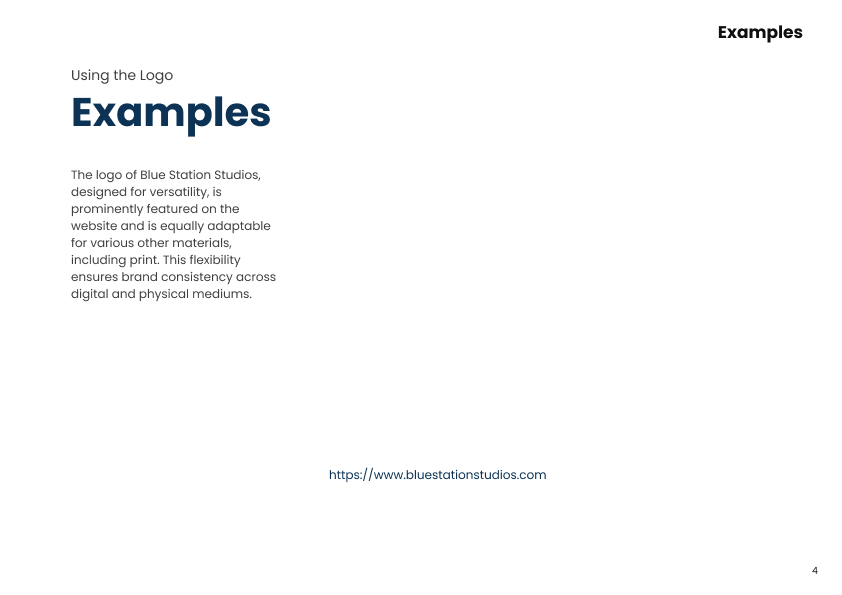 Examples
Using the Logo
Examples
The logo of Blue Station Studios,
designed for versatility, is
prominently featured on the
website and is equally adaptable
for various other materials,
including print. This flexibility
ensures brand consistency across
digital and physical mediums.
https://www.bluestationstudios.com
4